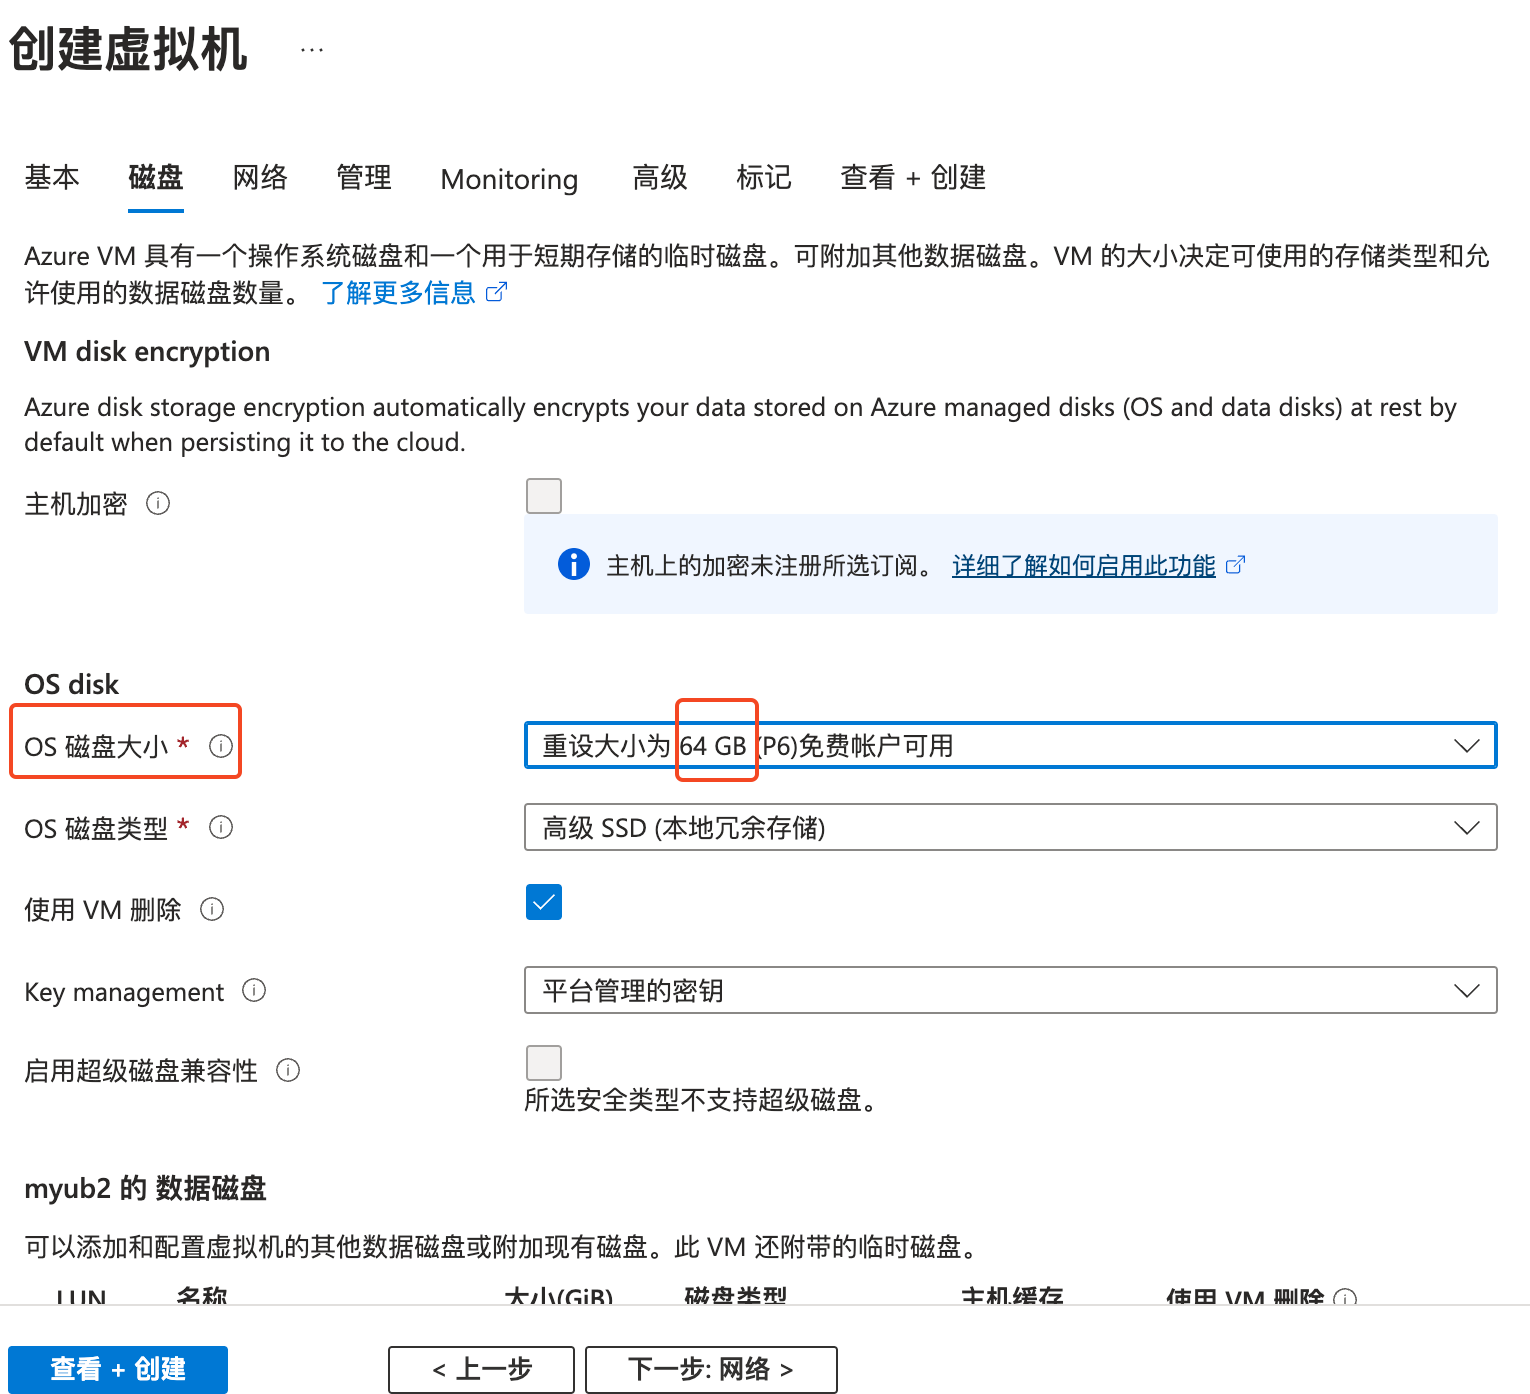 创建虚拟机 ···
基本 磁盘 网络 管理 Monitoring 高级 标记 查看 + 创建
Azure VM 具有一个操作系统磁盘和一个用于短期存储的临时磁盘。可附加其他数据磁盘。VM 的大小决定可使用的存储类型和允
许使用的数据磁盘数量。 了解更多信息
VM disk encryption
Azure disk storage encryption automatically encrypts your data stored on Azure managed disks (OS and data disks) at rest by
default when persisting it to the cloud.
主机加密
主机上的加密未注册所选订阅。 详细了解如何启用此功能
OS disk
OS 磁盘大小 * 重设大小为 64 GB (P6)免费帐户可用
OS 磁盘类型 * 高级 SSD (本地冗余存储)
使用 VM 删除
Key management 平台管理的密钥
启用超级磁盘兼容性
所选安全类型不支持超级磁盘。
myub2 的 数据磁盘
可以添加和配置虚拟机的其他数据磁盘或附加现有磁盘。此 VM 还附带的临时磁盘。
LUN 名称 大小(GiB) 磁盘类型 主机缓存 使用 VM 删除
查看 + 创建 < 上一步 下一步: 网络 >